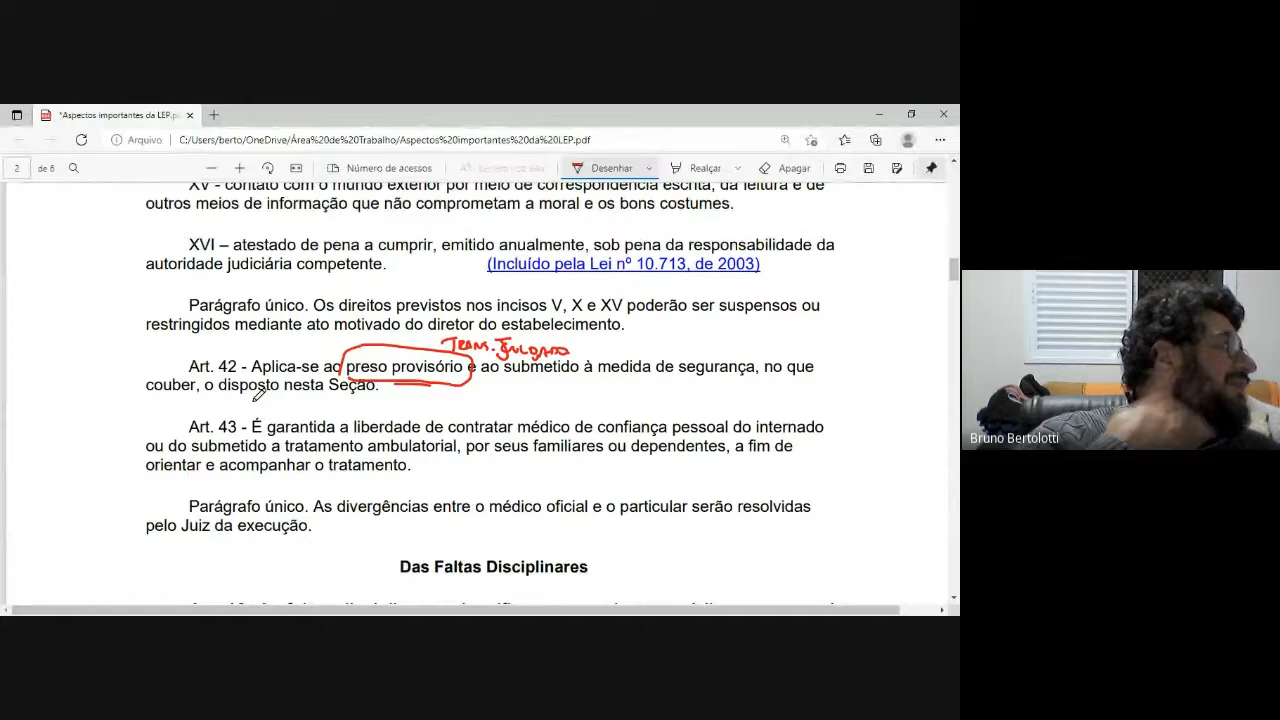 *Aspectos importantes da LEP.p
Arquivo
C:/Users/berto/OneDrive/Área%20de%20Trabalho/Aspectos%20importantes%20da%20LEP.pdf
2
de 6
Número de acessos
Desenhar
Realçar
Apagar
XV - contato com o mundo exterior por meio de correspondência escrita, da leitura e de
outros meios de informação que não comprometam a moral e os bons costumes.
XVI – atestado de pena a cumprir, emitido anualmente, sob pena da responsabilidade da
autoridade judiciária competente. (Incluído pela Lei nº 10.713, de 2003)
Parágrafo único. Os direitos previstos nos incisos V, X e XV poderão ser suspensos ou
restringidos mediante ato motivado do diretor do estabelecimento.
TRANS. JULGADO
Art. 42 - Aplica-se ao preso provisório e ao submetido à medida de segurança, no que
couber, o disposto nesta Seção.
Art. 43 - É garantida a liberdade de contratar médico de confiança pessoal do internado
ou do submetido a tratamento ambulatorial, por seus familiares ou dependentes, a fim de
orientar e acompanhar o tratamento.
Parágrafo único. As divergências entre o médico oficial e o particular serão resolvidas
pelo Juiz da execução.
Das Faltas Disciplinares
Bruno Bertolotti